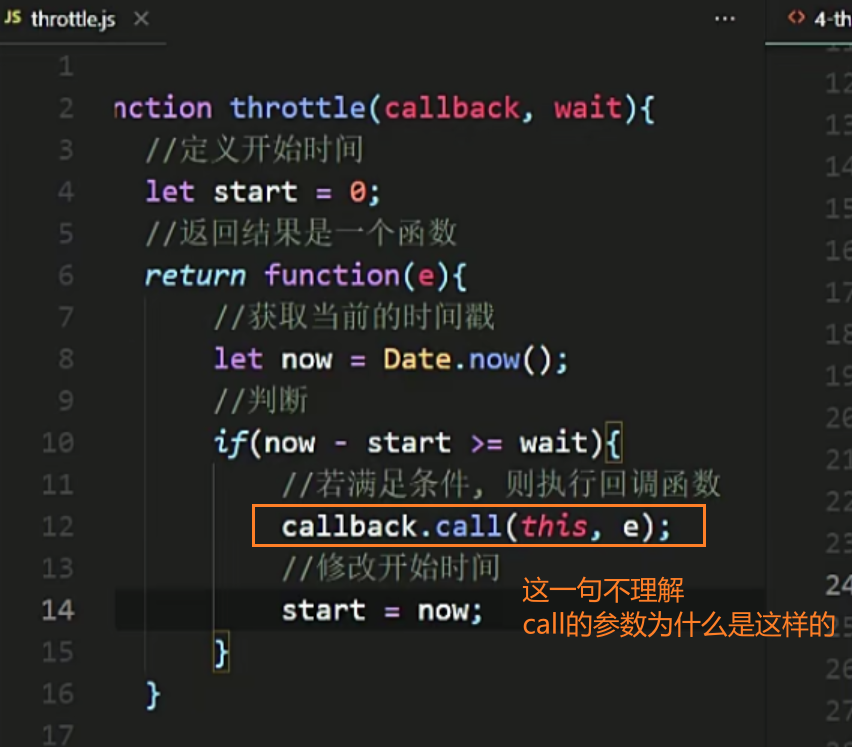 JS throttle.js ×
···
<> 4-th
1
2 nction throttle(callback, wait){
3 //定义开始时间
4 let start = 0;
5 //返回结果是一个函数
6 return function(e){
7 //获取当前的时间戳
8 let now = Date.now();
9 //判断
10 if(now - start >= wait){
11 //若满足条件, 则执行回调函数
12 callback.call(this, e);
13 //修改开始时间
14 start = now;
15 }
16 }
17
这一句不理解
call的参数为什么是这样的
12
13
14
15
16
17
18
19
20
21
22
23
24
25
26
27